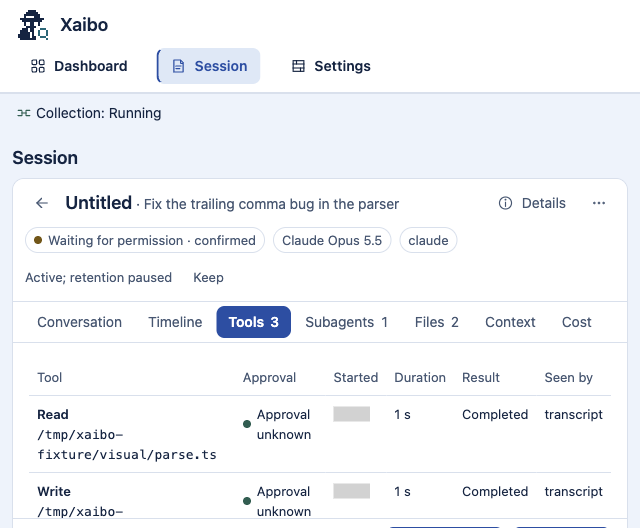 Xaibo
Dashboard Session Settings
Collection: Running
Session
Untitled · Fix the trailing comma bug in the parser Details ···
Waiting for permission · confirmed Claude Opus 5.5 claude
Active; retention paused Keep
Conversation Timeline Tools 3 Subagents 1 Files 2 Context Cost
Tool Approval Started Duration Result Seen by
Read Approval 1 s Completed transcript
/tmp/xaibo– unknown
fixture/visual/parse.ts
Write Approval 1 s Completed transcript
/tmp/xaibo– unknown